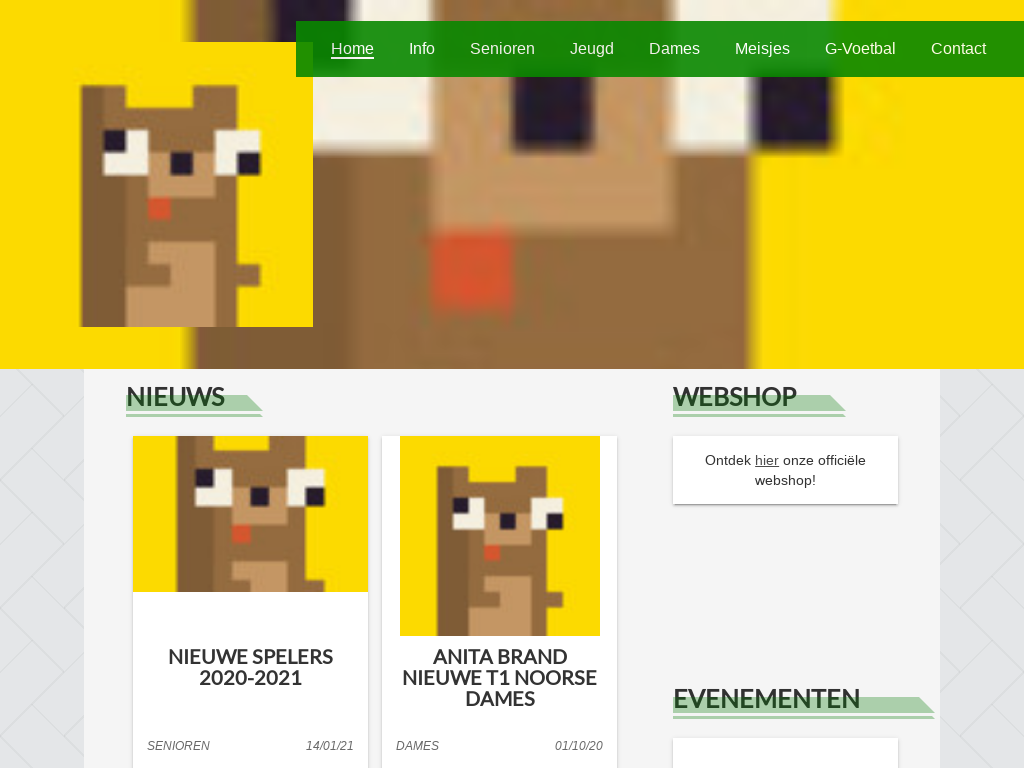 Home Info Senioren Jeugd Dames Meisjes G-Voetbal Contact
NIEUWS
NIEUWE SPELERS
2020-2021
SENIOREN 14/01/21
ANITA BRAND
NIEUWE T1 NOORSE
DAMES
DAMES 01/10/20
WEBSHOP
Ontdek hier onze officiële
webshop!
EVENEMENTEN